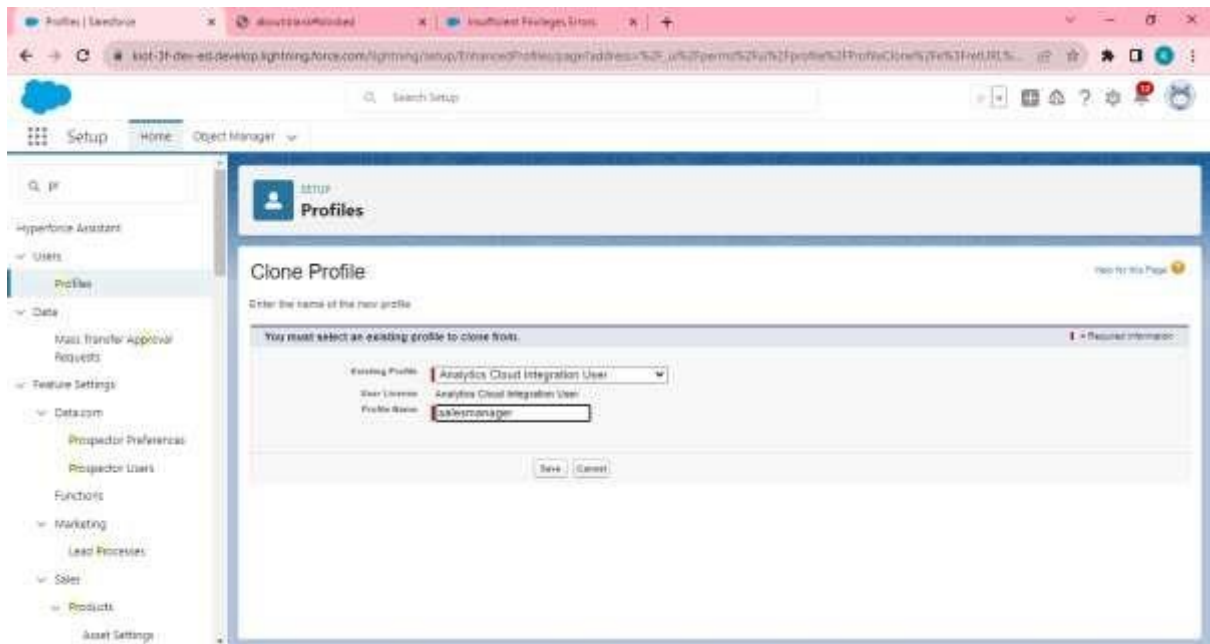 Profiles | Salesforce
Insufficient Privileges Errors
Search Setup
Setup
Home
Object Manager
pr
Hyperforce Assistant
Users
Profiles
Data
Mass Transfer Approval
Requests
Feature Settings
Data.com
Prospector Preferences
Prospector Users
Functions
Marketing
Lead Processes
Sales
Products
Asset Settings
SETUP
Profiles
Clone Profile
Help for this Page
Enter the name of the new profile
You must select an existing profile to clone from.
= Required Information
Existing Profile Analytics Cloud Integration User
User License Analytics Cloud Integration User
Profile Name salesmanager
Save Cancel